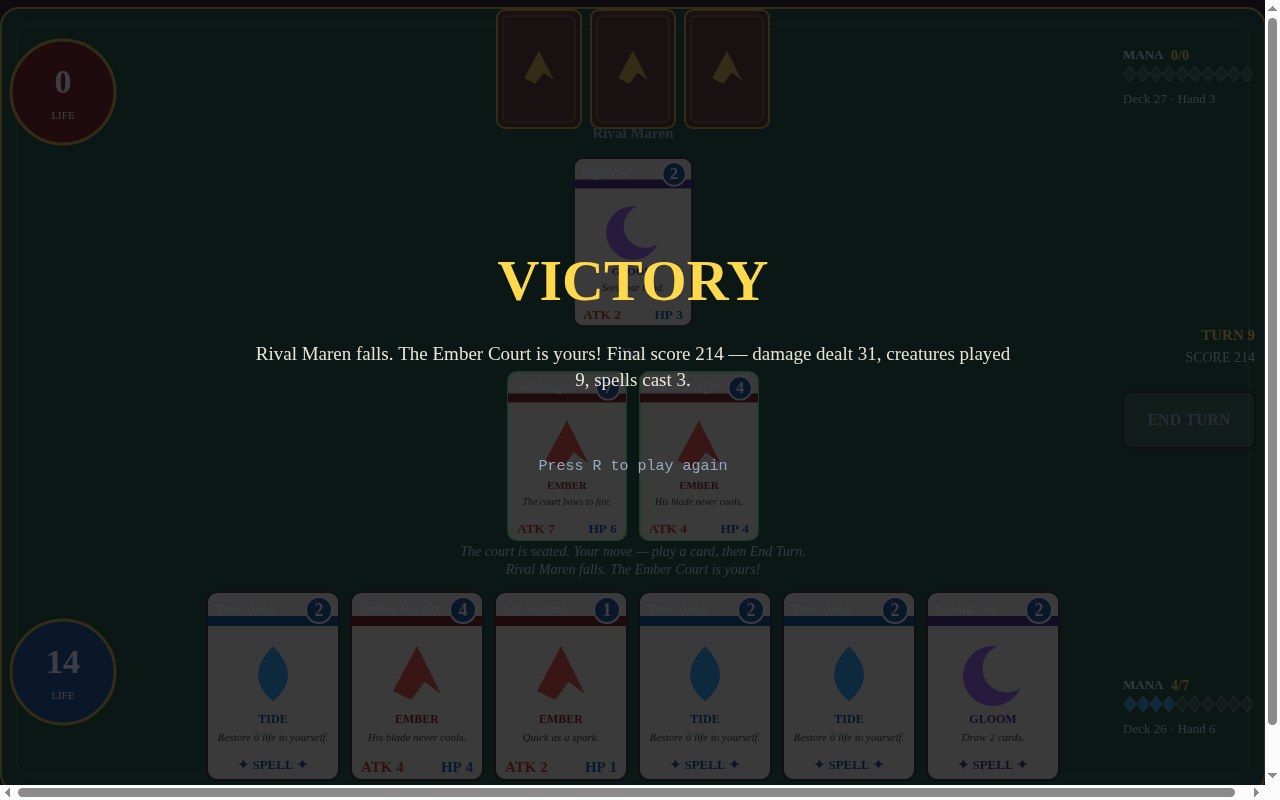 0
LIFE
MANA 0/0
Deck 27 · Hand 3
Rival Maren
2
VICTORY
ATK 2 HP 3
TURN 9
Rival Maren falls. The Ember Court is yours! Final score 214 — damage dealt 31, creatures played
9, spells cast 3.
SCORE 214
4
END TURN
Press R to play again
EMBER
The court bows to fire.
ATK 7 HP 6
EMBER
His blade never cools.
ATK 4 HP 4
The court is seated. Your move — play a card, then End Turn.
Rival Maren falls. The Ember Court is yours!
14
LIFE
2
TIDE
Restore 6 life to yourself.
✦ SPELL ✦
Ember Knight
4
EMBER
His blade never cools.
ATK 4 HP 4
1
EMBER
Quick as a spark.
ATK 2 HP 1
2
TIDE
Restore 6 life to yourself.
✦ SPELL ✦
2
TIDE
Restore 6 life to yourself.
✦ SPELL ✦
2
GLOOM
Draw 2 cards.
✦ SPELL ✦
MANA 4/7
Deck 26 · Hand 6